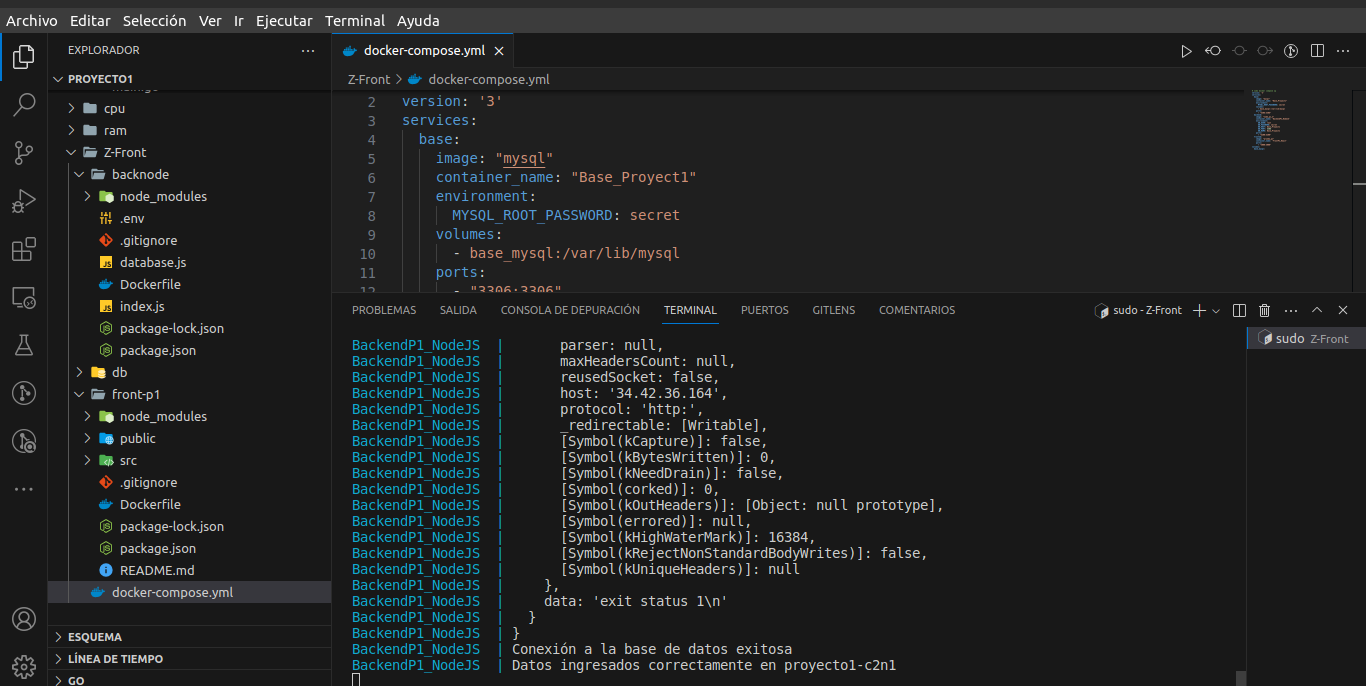 Archivo Editar Selección Ver Ir Ejecutar Terminal Ayuda
EXPLORADOR
PROYECTO1
cpu
ram
Z-Front
backnode
node_modules
.env
.gitignore
database.js
Dockerfile
index.js
package-lock.json
package.json
db
front-p1
node_modules
public
src
.gitignore
Dockerfile
package-lock.json
package.json
README.md
docker-compose.yml
ESQUEMA
LÍNEA DE TIEMPO
GO
docker-compose.yml
Z-Front > docker-compose.yml
2 version: '3'
3 services:
4 base:
5 image: "mysql"
6 container_name: "Base_Proyect1"
7 environment:
8 MYSQL_ROOT_PASSWORD: secret
9 volumes:
10 - base_mysql:/var/lib/mysql
11 ports:
12 - "3306:3306"
PROBLEMAS SALIDA CONSOLA DE DEPURACIÓN TERMINAL PUERTOS GITLENS COMENTARIOS
sudo - Z-Front
sudo Z-Front
BackendP1_NodeJS | parser: null,
BackendP1_NodeJS | maxHeadersCount: null,
BackendP1_NodeJS | reusedSocket: false,
BackendP1_NodeJS | host: '34.42.36.164',
BackendP1_NodeJS | protocol: 'http:',
BackendP1_NodeJS | _redirectable: [Writable],
BackendP1_NodeJS | [Symbol(kCapture)]: false,
BackendP1_NodeJS | [Symbol(kBytesWritten)]: 0,
BackendP1_NodeJS | [Symbol(kNeedDrain)]: false,
BackendP1_NodeJS | [Symbol(corked)]: 0,
BackendP1_NodeJS | [Symbol(kOutHeaders)]: [Object: null prototype],
BackendP1_NodeJS | [Symbol(errored)]: null,
BackendP1_NodeJS | [Symbol(kHighWaterMark)]: 16384,
BackendP1_NodeJS | [Symbol(kRejectNonStandardBodyWrites)]: false,
BackendP1_NodeJS | [Symbol(kUniqueHeaders)]: null
BackendP1_NodeJS | },
BackendP1_NodeJS | data: 'exit status 1\n'
BackendP1_NodeJS | }
BackendP1_NodeJS | }
BackendP1_NodeJS | Conexión a la base de datos exitosa
BackendP1_NodeJS | Datos ingresados correctamente en proyecto1-c2n1